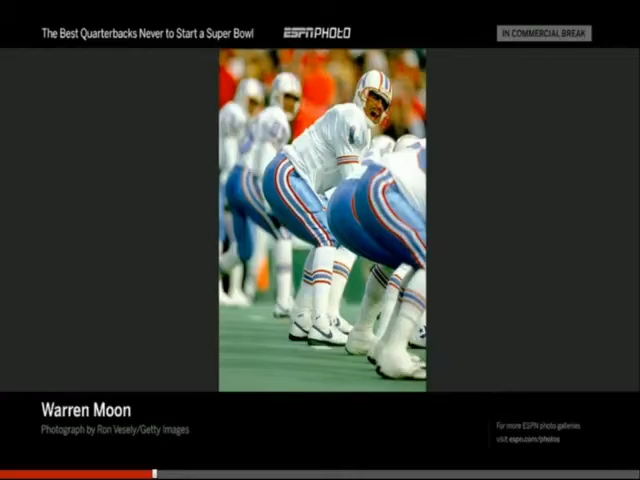 The Best Quarterbacks Never to Start a Super Bowl
ESPN PHOTO
IN COMMERCIAL BREAK
Warren Moon
Photograph by Ron Vesely/Getty Images
For more ESPN photo galleries
visit espn.com/photos